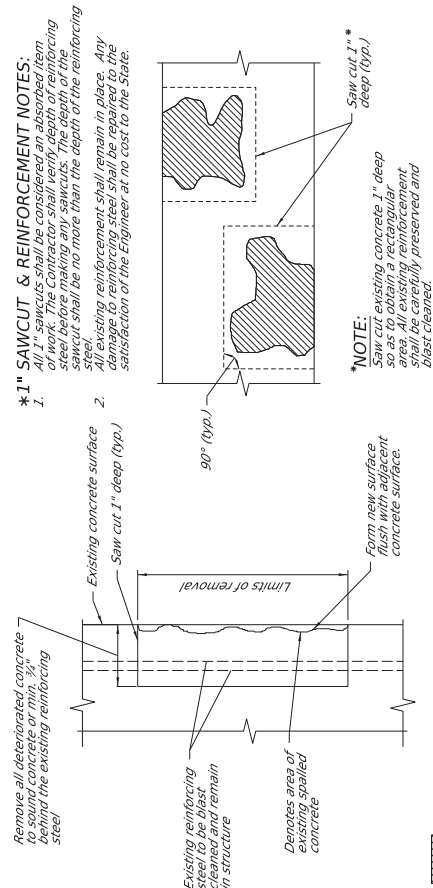 *1" SAWCUT & REINFORCEMENT NOTES:
1. All 1" sawcuts shall be considered an absorbed item
of work. The Contractor shall verify depth of reinforcing
steel before making any sawcuts. The depth of the
sawcut shall be no more than the depth of the reinforcing
steel.
2. All existing reinforcement shall remain in place. Any
damage to reinforcing steel shall be repaired to the
satisfaction of the Engineer at no cost to the State.
Saw cut 1" *
deep (typ.)
90° (typ.)
*NOTE:
Saw cut existing concrete 1" deep
so as to obtain a rectangular
area. All existing reinforcement
shall be carefully preserved and
blast cleaned.
Remove all deteriorated concrete
to sound concrete or min. ¾"
behind the existing reinforcing
steel
Existing concrete surface
Saw cut 1" deep (typ.)
Limits of removal
Existing reinforcing
steel to be blast
cleaned and remain
in structure
Denotes area of
existing spalled
concrete
Form new surface
flush with adjacent
concrete surface.